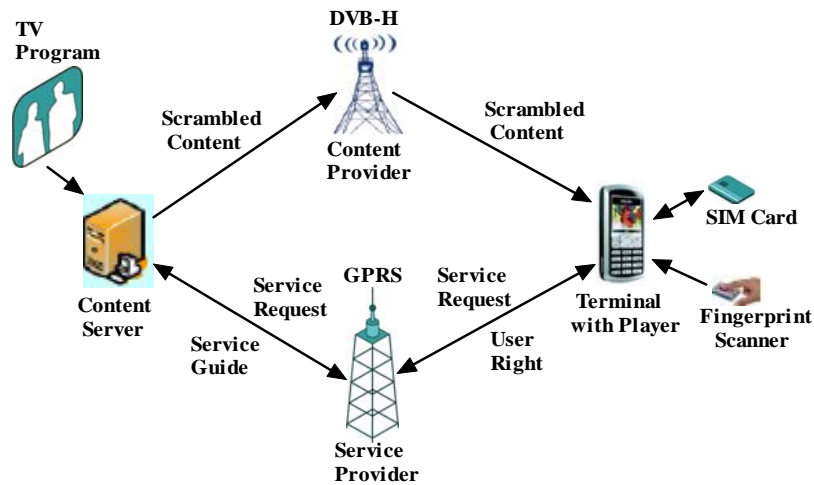 TV
Program
DVB-H
Scrambled
Content
Scrambled
Content
Content
Provider
SIM Card
Content
Server
Service
Request
GPRS
Service
Request
Terminal
with Player
Fingerprint
Scanner
Service
Guide
User
Right
Service
Provider